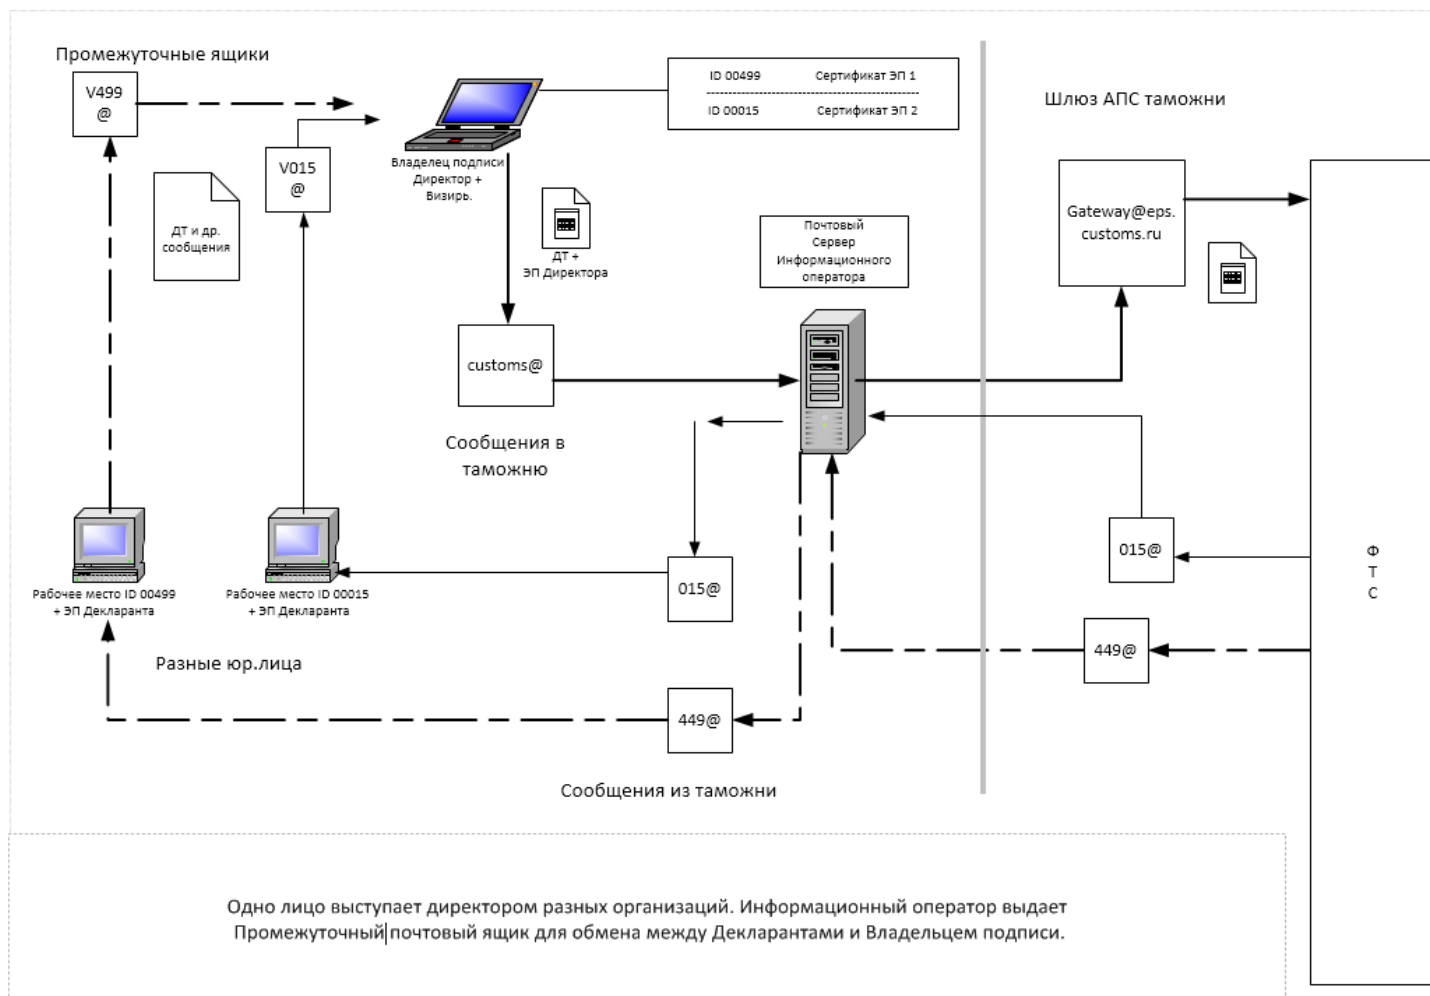 Промежуточные ящики
V499
@
V015
@
ДТ и др.
сообщения
Владелец подписи
Директор +
Визирь.
ID 00499 Сертификат ЭП 1
ID 00015 Сертификат ЭП 2
ДТ +
ЭП Директора
Почтовый
Сервер
Информационного
оператора
Шлюз АПС таможни
Gateway@eps.
customs.ru
customs@
Сообщения в
таможню
Рабочее место ID 00499
+ ЭП Декларанта
Рабочее место ID 00015
+ ЭП Декларанта
Разные юр.лица
015@
449@
Сообщения из таможни
015@
449@
Ф
Т
С
Одно лицо выступает директором разных организаций. Информационный оператор выдает
Промежуточный почтовый ящик для обмена между Декларантами и Владельцем подписи.